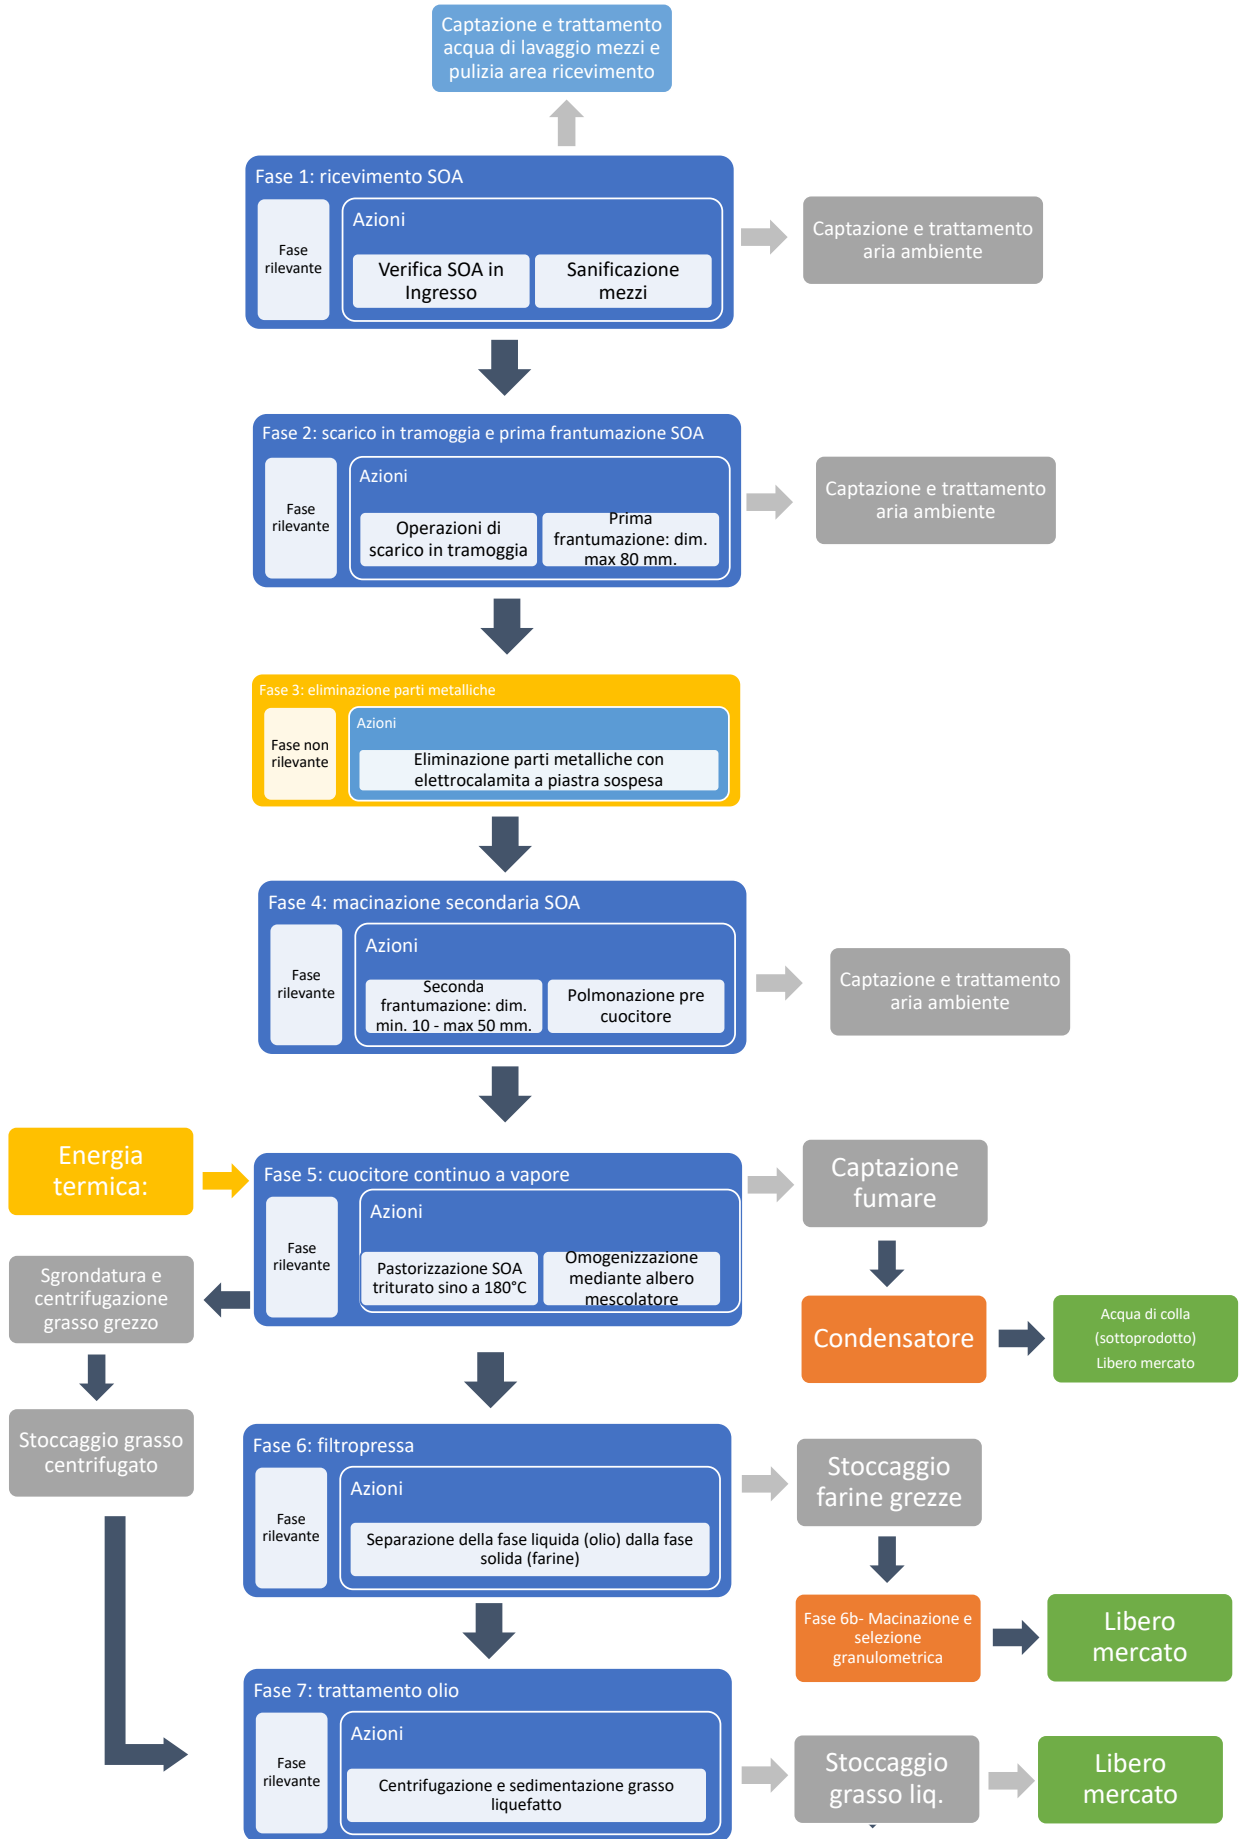 Captazione e trattamento
acqua di lavaggio mezzi e
pulizia area ricevimento
Fase 1: ricevimento SOA
Fase
rilevante
Azioni
Verifica SOA in
Ingresso
Sanificazione
mezzi
Captazione e trattamento
aria ambiente
Fase 2: scarico in tramoggia e prima frantumazione SOA
Fase
rilevante
Azioni
Operazioni di
scarico in tramoggia
Prima
frantumazione: dim.
max 80 mm.
Captazione e trattamento
aria ambiente
Fase 3: eliminazione parti metalliche
Fase non
rilevante
Azioni
Eliminazione parti metalliche con
elettrocalamita a piastra sospesa
Fase 4: macinazione secondaria SOA
Fase
rilevante
Azioni
Seconda
frantumazione: dim.
min. 10 - max 50 mm.
Polmonazione pre
cuocitore
Captazione e trattamento
aria ambiente
Energia
termica:
Fase 5: cuocitore continuo a vapore
Fase
rilevante
Azioni
Pastorizzazione SOA
triturato sino a 180°C
Omogenizzazione
mediante albero
mescolatore
Captazione
fumare
Sgrondatura e
centrifugazione
grasso grezzo
Condensatore
Acqua di colla
(sottoprodotto)
Libero mercato
Stoccaggio grasso
centrifugato
Fase 6: filtropressa
Fase
rilevante
Azioni
Separazione della fase liquida (olio) dalla fase
solida (farine)
Stoccaggio
farine grezze
Fase 6b- Macinazione e
selezione
granulometrica
Libero
mercato
Fase 7: trattamento olio
Fase
rilevante
Azioni
Centrifugazione e sedimentazione grasso
liquefatto
Stoccaggio
grasso liq.
Libero
mercato